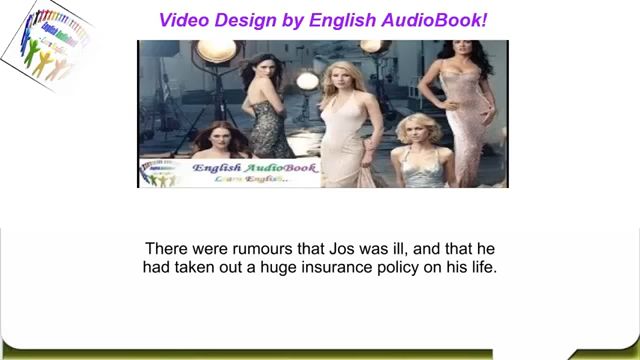 Video Design by English AudioBook!
English AudioBook
Learn English...
There were rumours that Jos was ill, and that he
had taken out a huge insurance policy on his life.